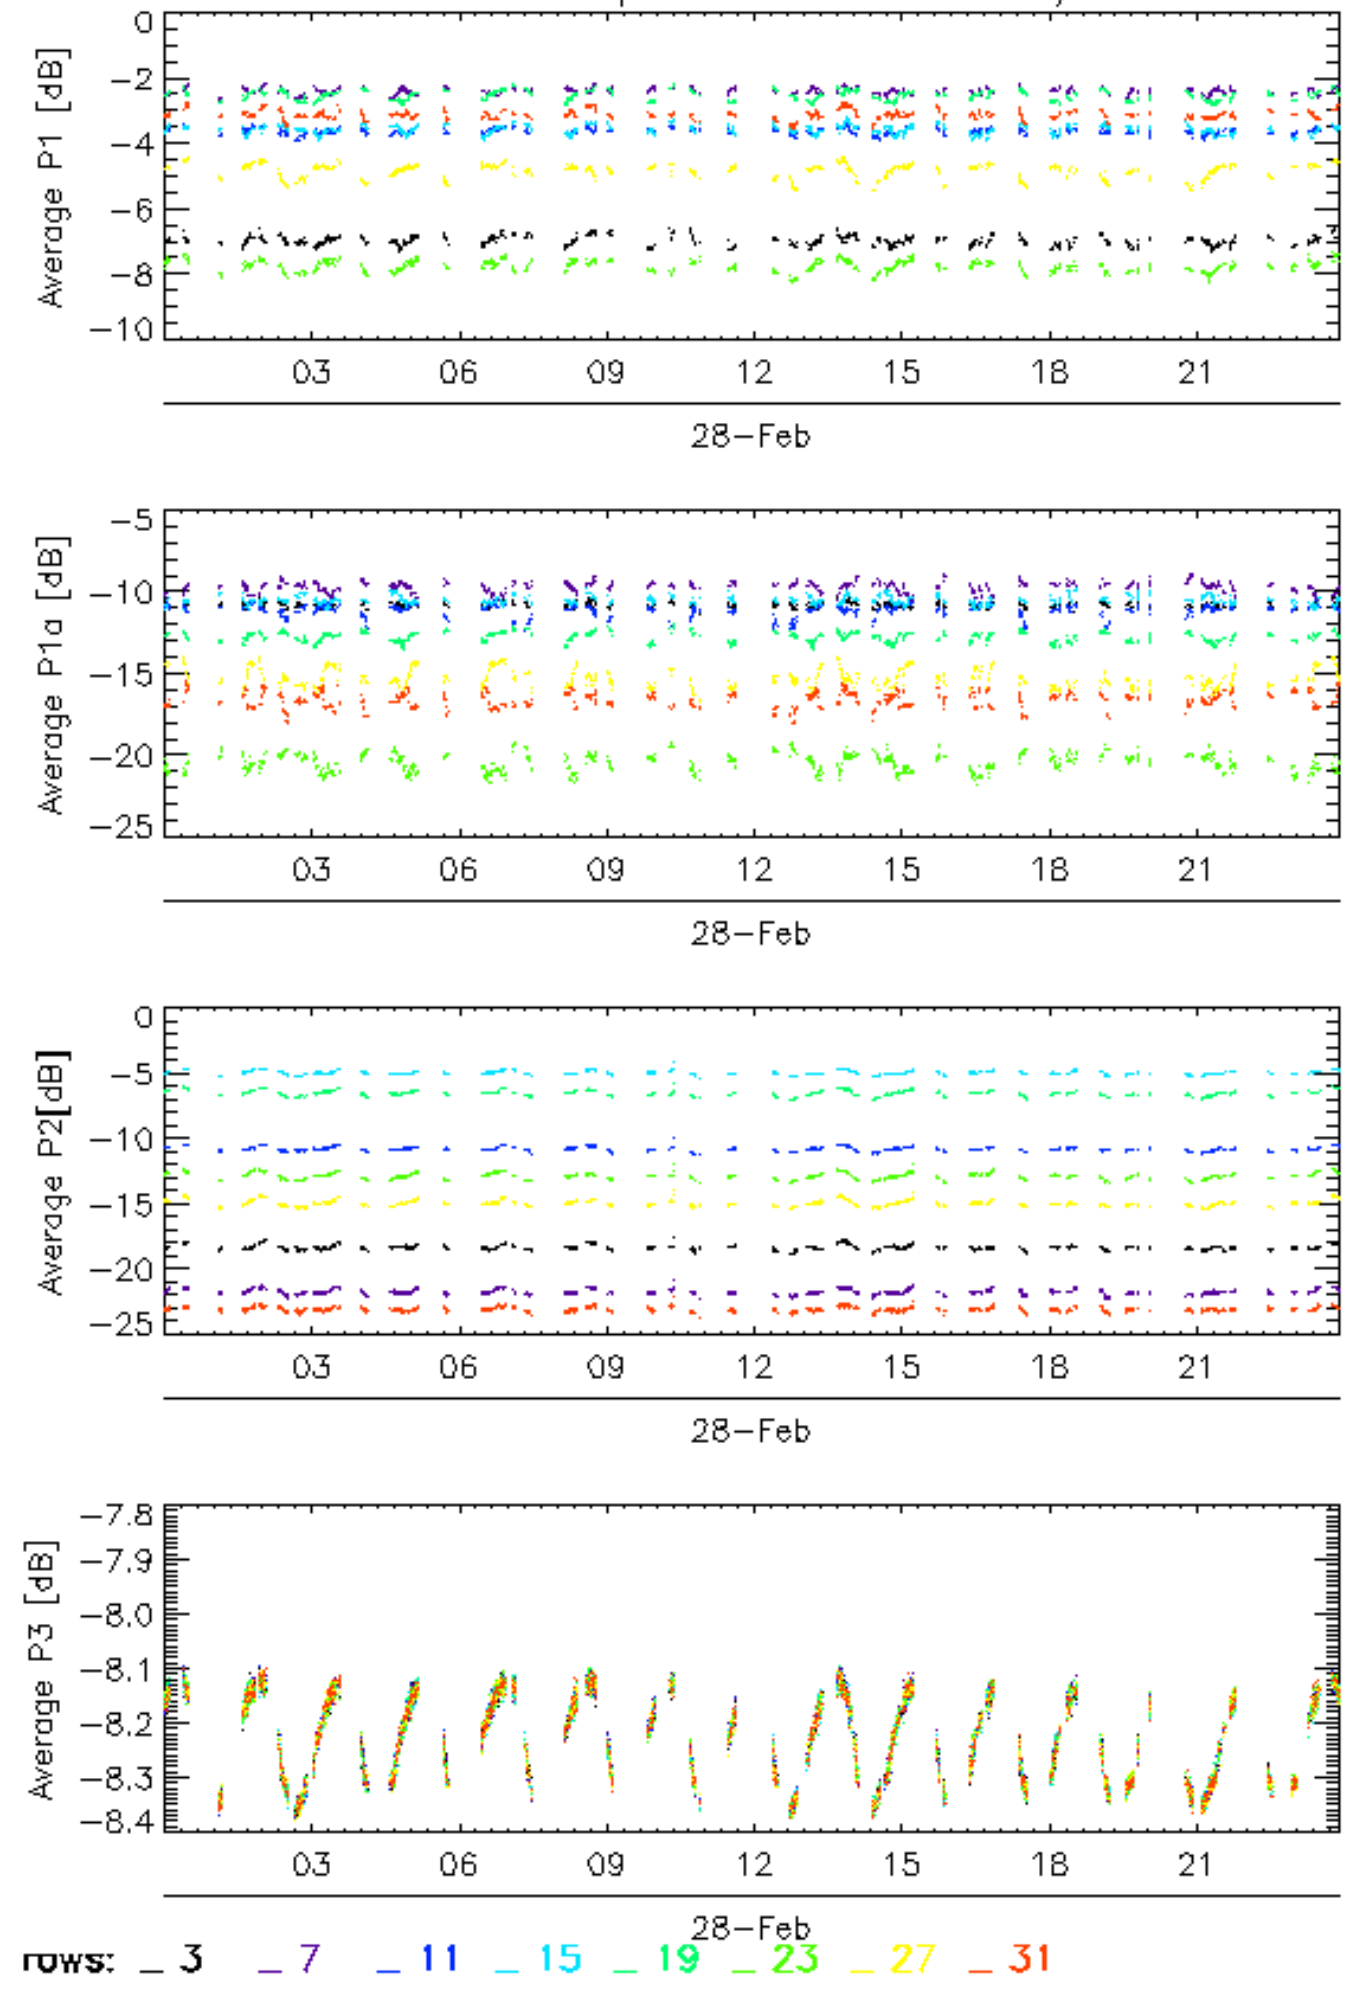 0
−2
−4
−6
−8
−10
Average P1 [dB]
03 06 09 12 15 18 21
28−Feb
−5
−10
−15
−20
−25
Average P1a [dB]
03 06 09 12 15 18 21
28−Feb
0
−5
−10
−15
−20
−25
Average P2[dB]
03 06 09 12 15 18 21
28−Feb
−7.8
−7.9
−8.0
−8.1
−8.2
−8.3
−8.4
Average P3 [dB]
03 06 09 12 15 18 21
28−Feb
rows: _ 3 _ 7 _ 11 _ 15 _ 19 _ 23 _ 27 _ 31